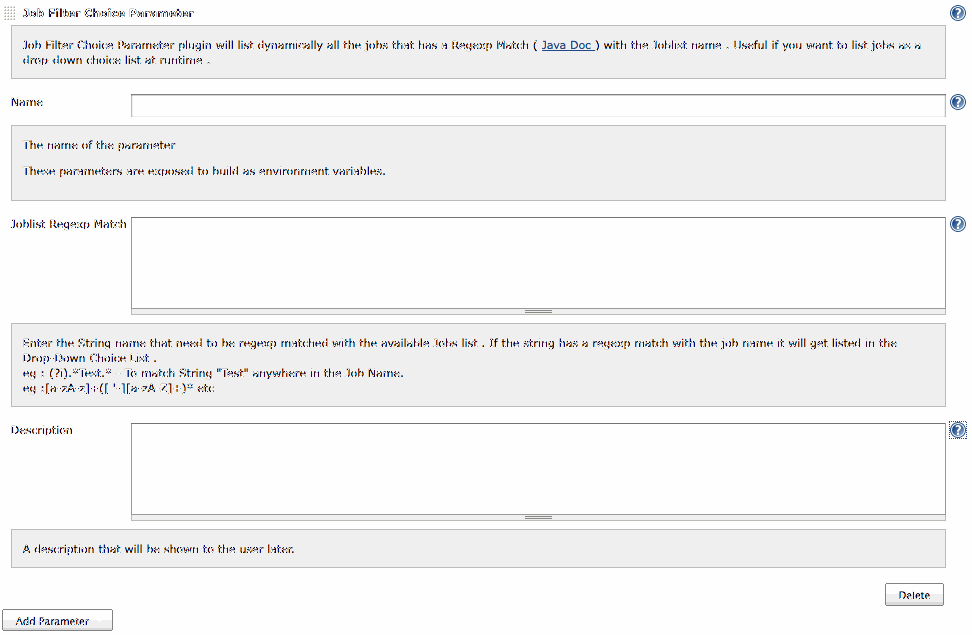 Job Filter Choice Parameter
Job Filter Choice Parameter plugin will list dynamically all the jobs that has a Regexp Match ( Java Doc ) with the Joblist name . Useful if you want to list jobs as a
drop-down choice list at runtime .
Name
The name of the parameter
These parameters are exposed to build as environment variables.
Joblist Regexp Match
Enter the String name that need to be regexp matched with the available Jobs list . If the string has a regexp match with the job name it will get listed in the
Drop-Down Choice List .
eg : (?i).*Test.* - To match String "Test" anywhere in the Job Name.
eg :[a-zA-z]+([ '-][a-zA-Z]+)* etc
Description
A description that will be shown to the user later.
Delete
Add Parameter